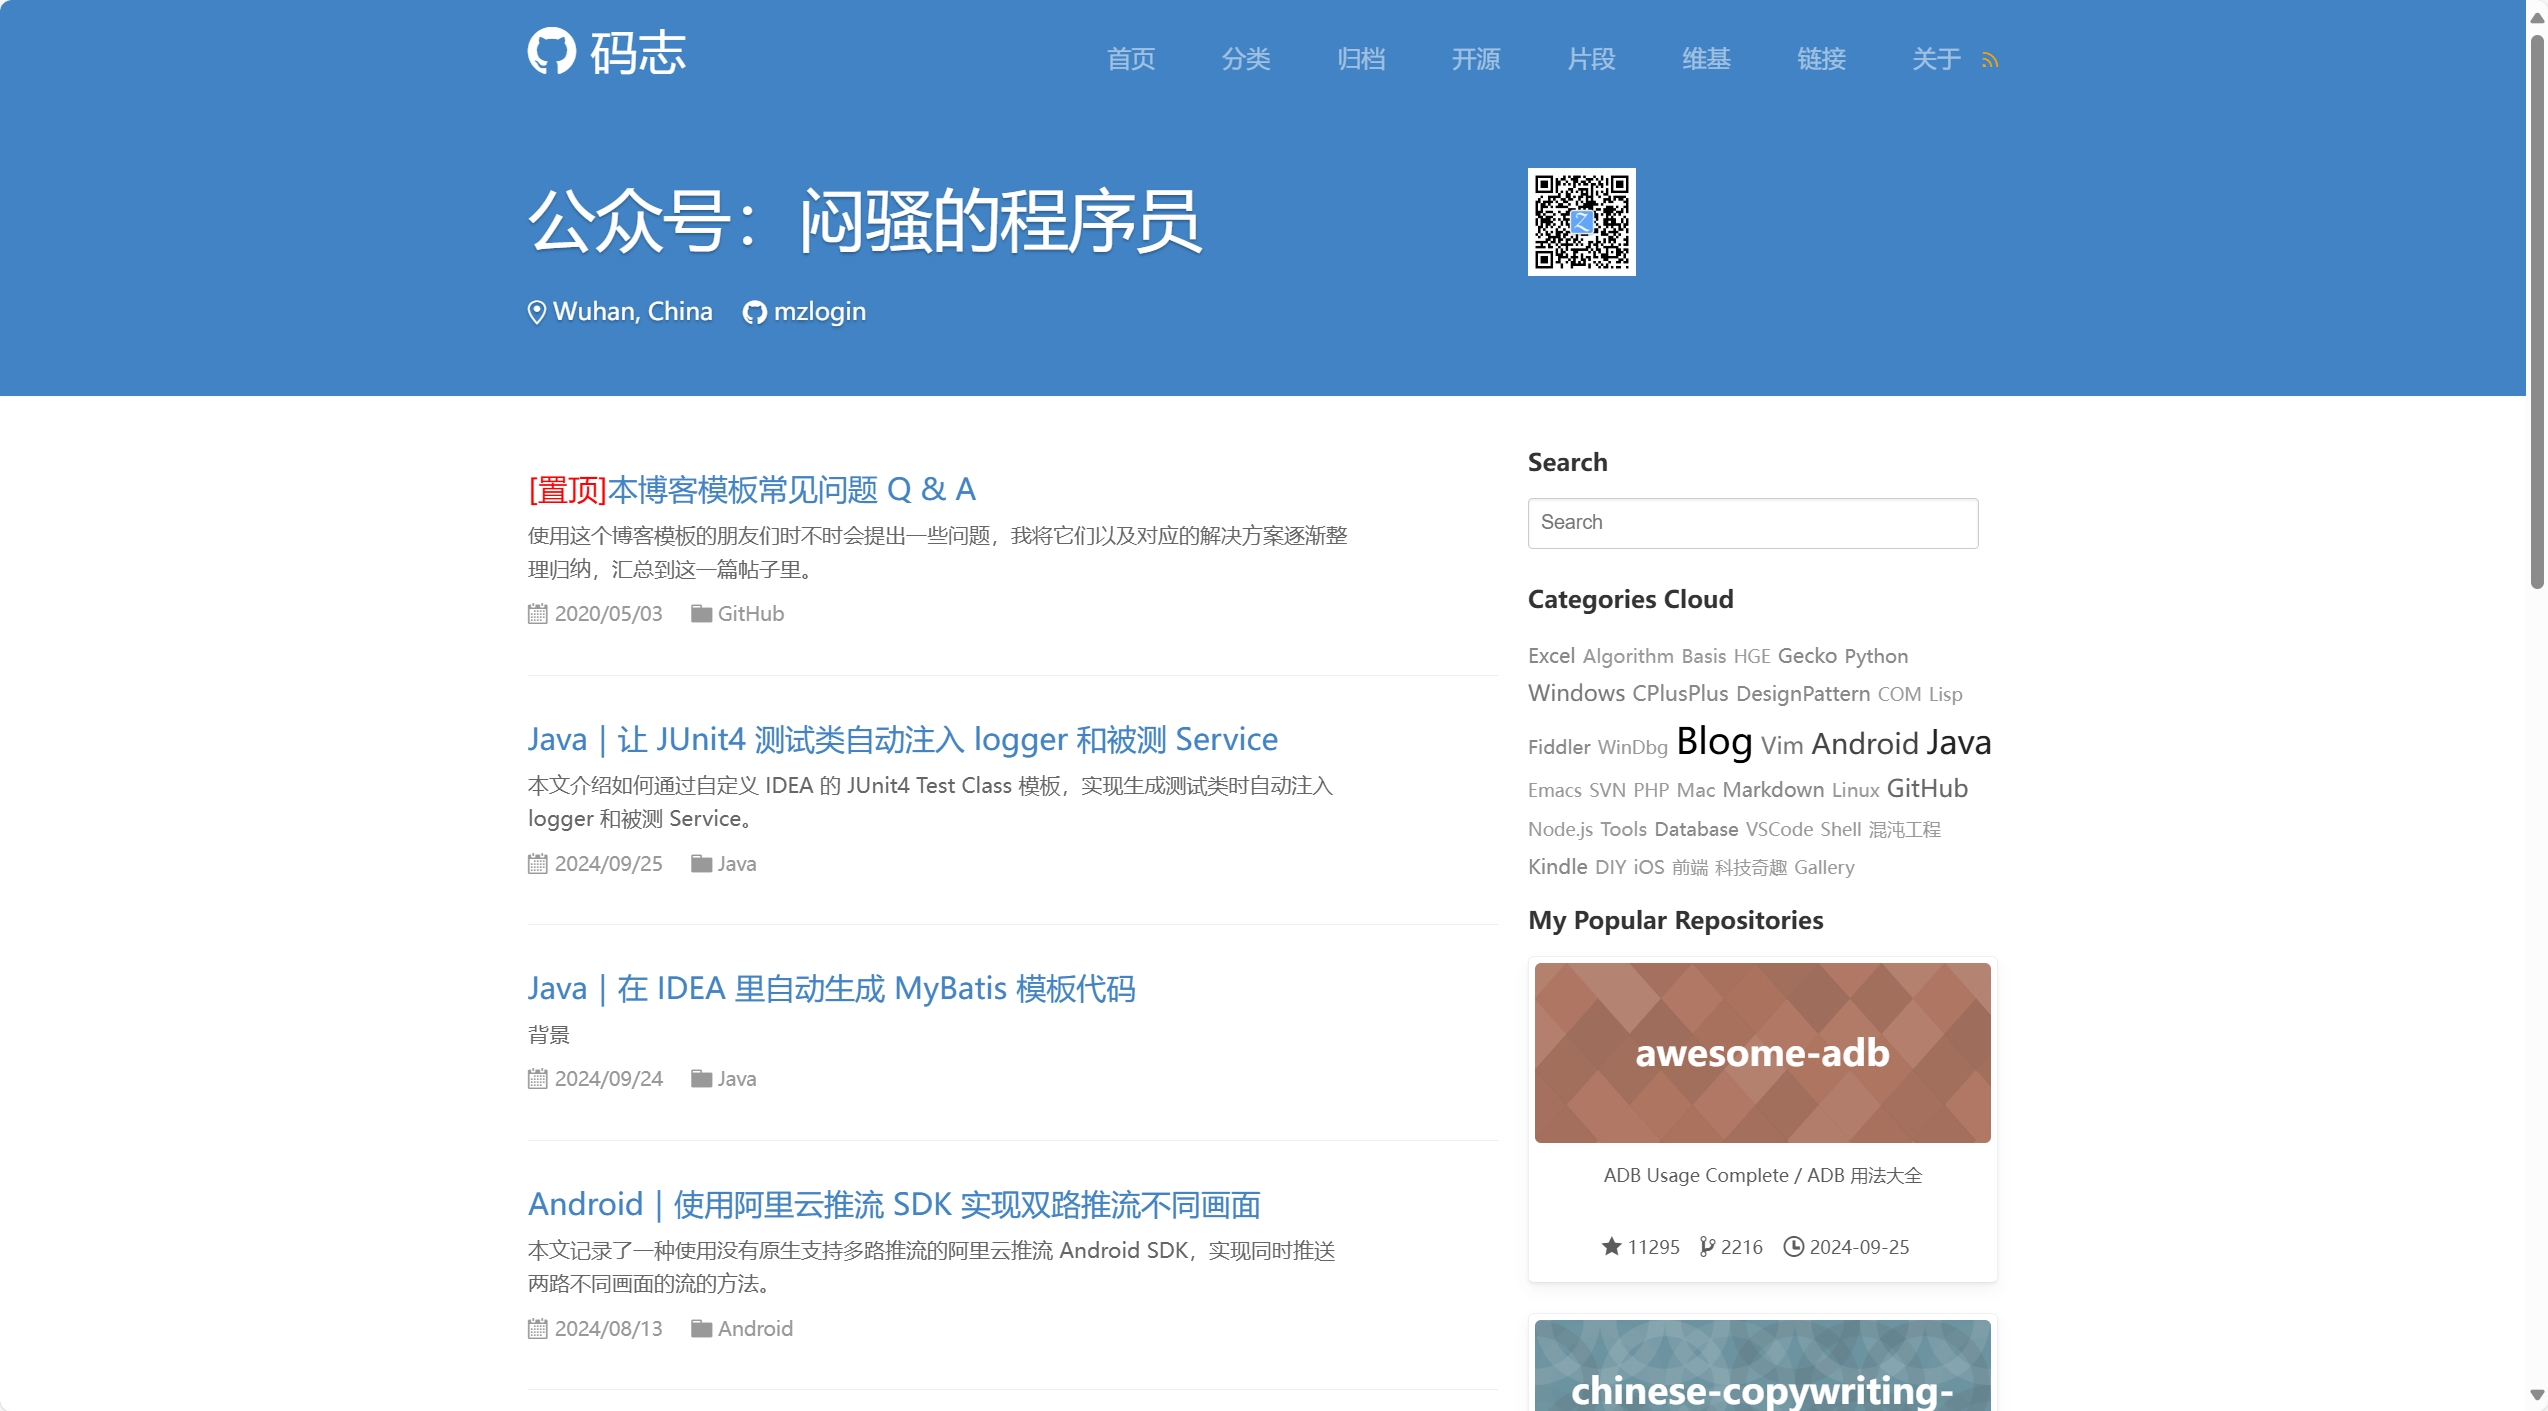 码志
首页 分类 归档 开源 片段 维基 链接 关于
公众号：闷骚的程序员
Wuhan, China mzlogin
[置顶]本博客模板常见问题 Q & A
使用这个博客模板的朋友们时不时会提出一些问题，我将它们以及对应的解决方案逐渐整
理归纳，汇总到这一篇帖子里。
2020/05/03 GitHub
Java | 让 JUnit4 测试类自动注入 logger 和被测 Service
本文介绍如何通过自定义 IDEA 的 JUnit4 Test Class 模板，实现生成测试类时自动注入
logger 和被测 Service。
2024/09/25 Java
Java | 在 IDEA 里自动生成 MyBatis 模板代码
背景
2024/09/24 Java
Android | 使用阿里云推流 SDK 实现双路推流不同画面
本文记录了一种使用没有原生支持多路推流的阿里云推流 Android SDK，实现同时推送
两路不同画面的流的方法。
2024/08/13 Android
Search
Search
Categories Cloud
Excel Algorithm Basis HGE Gecko Python
Windows CPlusPlus DesignPattern COM Lisp
Fiddler WinDbg Blog Vim Android Java
Emacs SVN PHP Mac Markdown Linux GitHub
Node.js Tools Database VSCode Shell 混沌工程
Kindle DIY iOS 前端 科技奇趣 Gallery
My Popular Repositories
awesome-adb
ADB Usage Complete / ADB 用法大全
11295 2216 2024-09-25
chinese-copywriting-